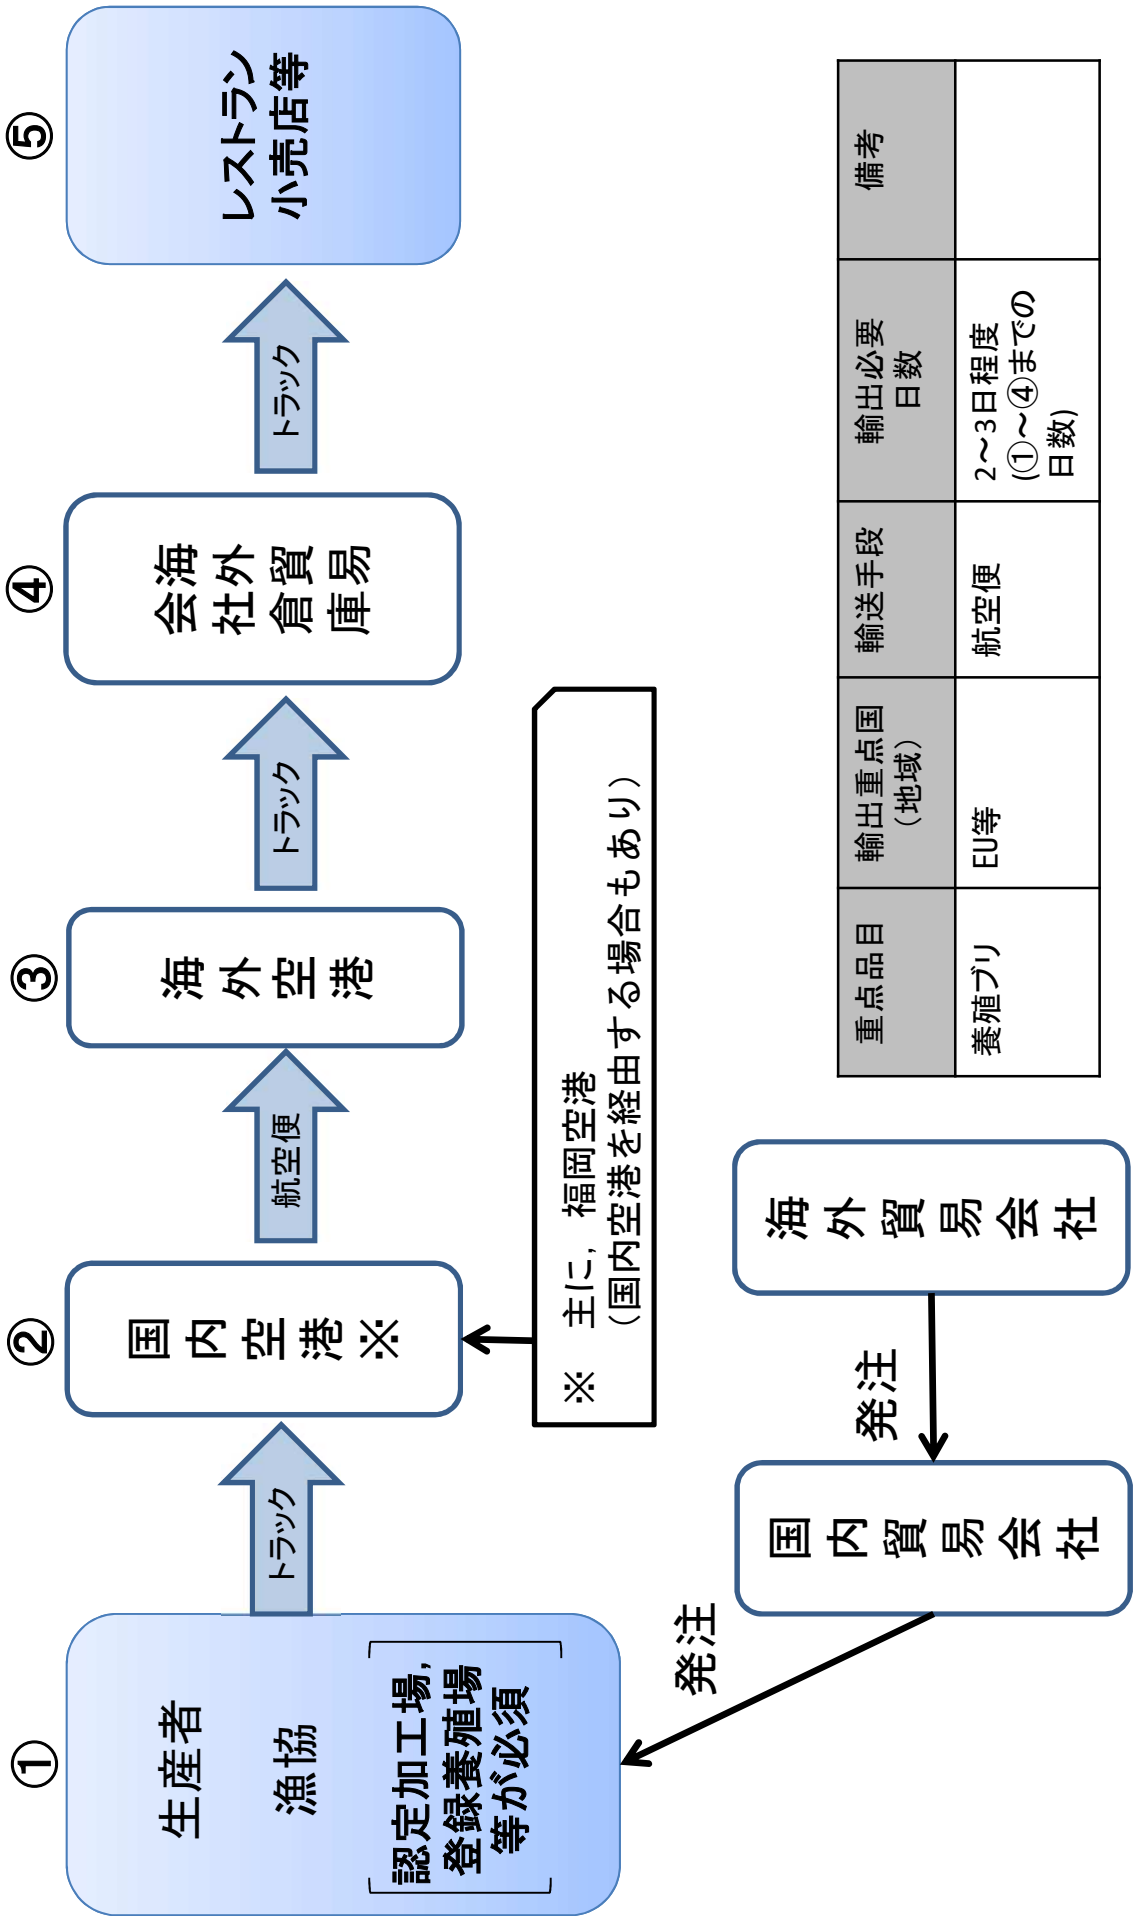 ①
生産者
漁協
認定加工場,
登録養殖場
等が必須
トラック
②
国内空港※
航空便
③
海外空港
トラック
④
海外貿易
会社倉庫
トラック
⑤
レストラン
小売店等
※　主に,　福岡空港
（国内空港を経由する場合もあり）
発注
国内貿易会社
発注
海外貿易会社
重点品目
輸出重点国
（地域）
輸送手段
輸出必要
日数
備考
養殖ブリ
EU等
航空便
2～3日程度
(①～④までの
日数)